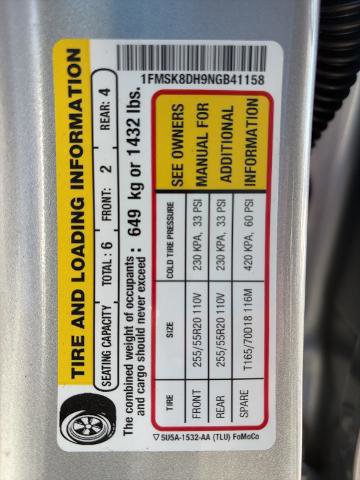 TIRE AND LOADING INFORMATION
SEATING CAPACITY TOTAL : 6 FRONT: 2 REAR: 4
The combined weight of occupants and cargo should never exceed : 649 kg or 1432 lbs.
1FMSK8DH9NGB41158
TIRE SIZE COLD TIRE PRESSURE
FRONT 255/55R20 110V 230 KPA, 33 PSI
REAR 255/55R20 110V 230 KPA, 33 PSI
SPARE T165/70D18 116M 420 KPA, 60 PSI
SEE OWNERS
MANUAL FOR
ADDITIONAL
INFORMATION
▽ 5U5A-1532-AA (TLU) FoMoCo